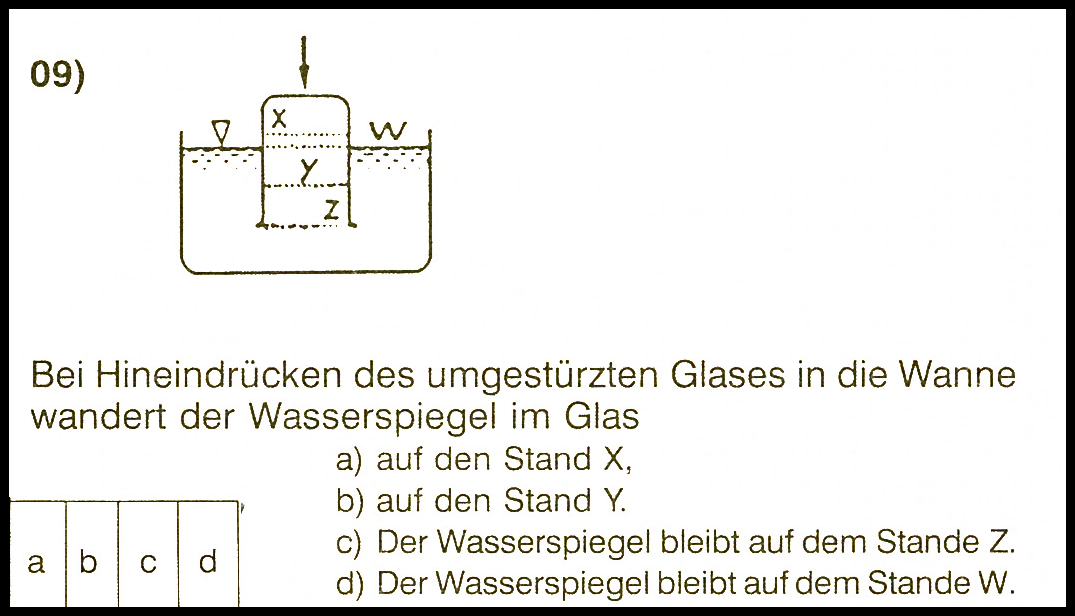 09)
X
W
Y
Z
Bei Hineindrücken des umgestürzten Glases in die Wanne
wandert der Wasserspiegel im Glas
a) auf den Stand X,
b) auf den Stand Y.
c) Der Wasserspiegel bleibt auf dem Stande Z.
d) Der Wasserspiegel bleibt auf dem Stande W.
a b c d